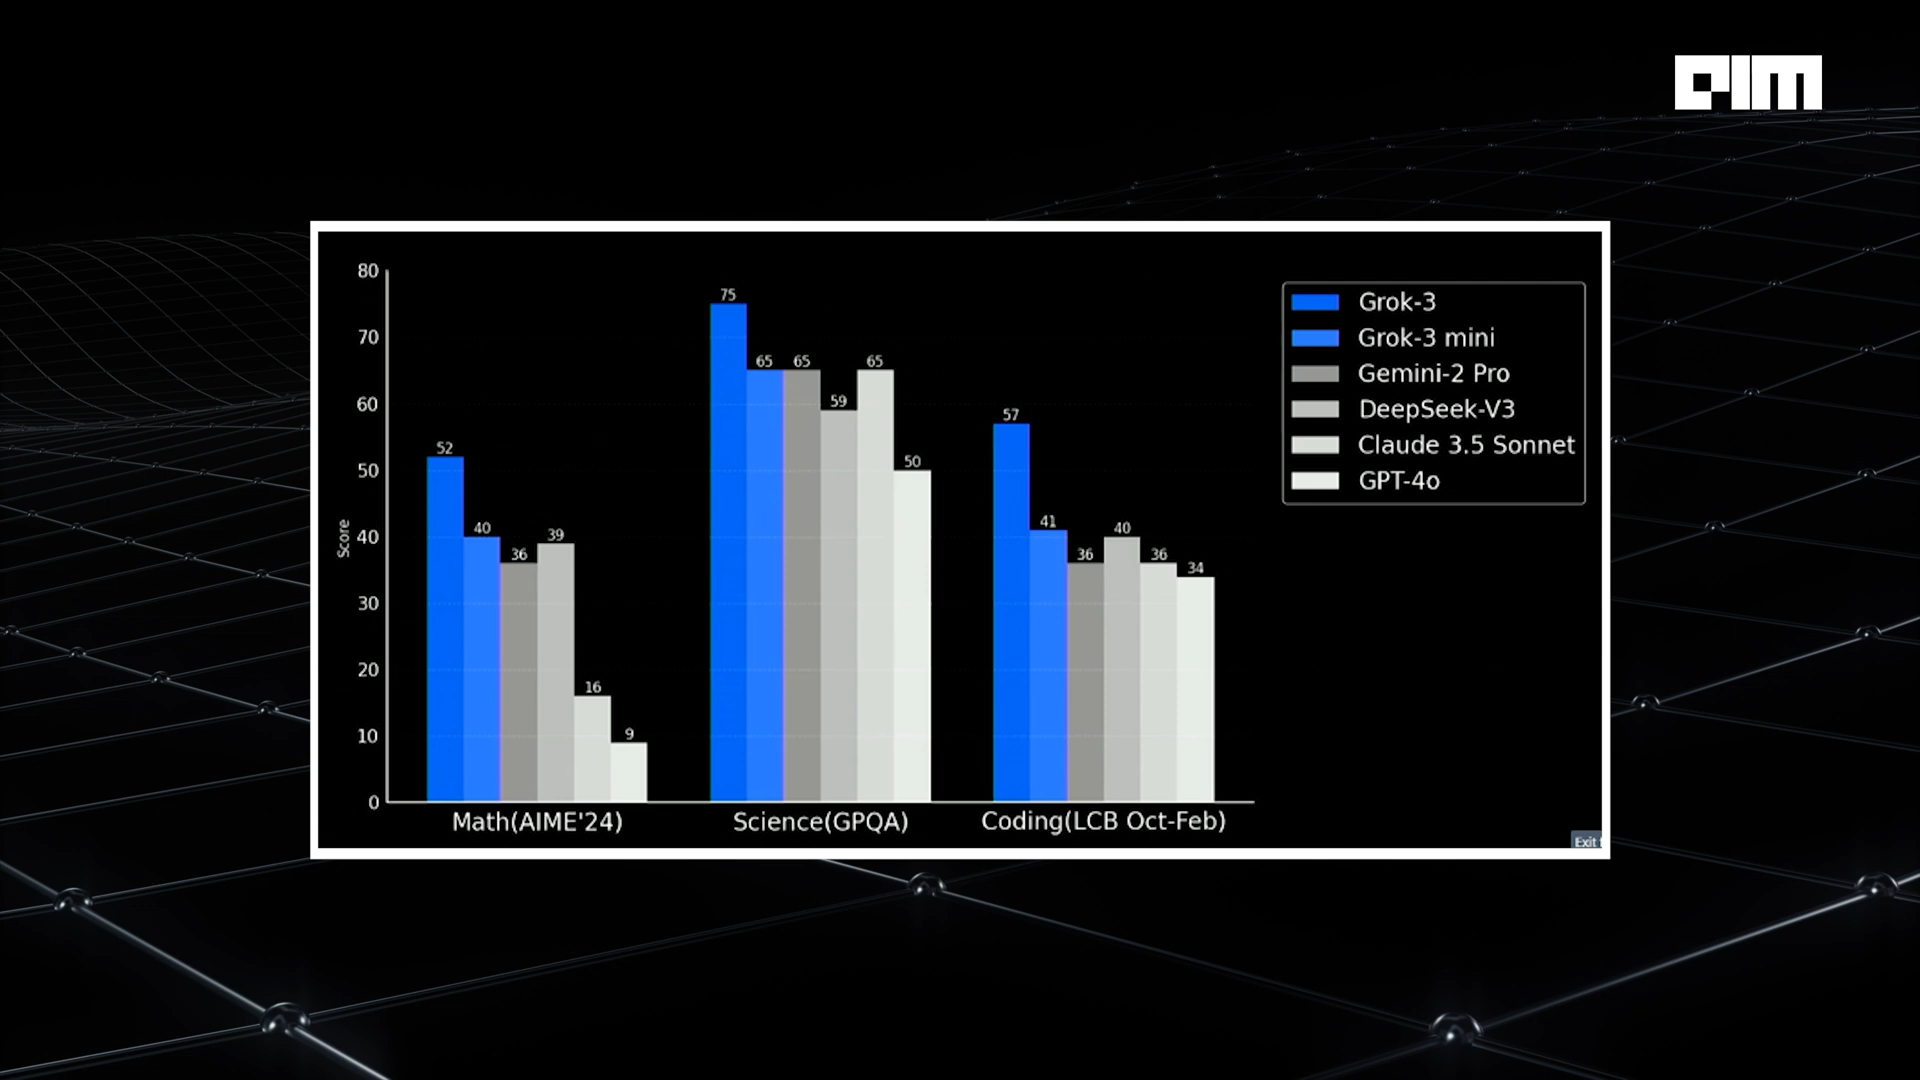 AIM
80
70
60
50
40
30
20
10
0
Score
52
40
36
39
16
9
75
65
65
59
65
50
57
41
36
40
36
34
Math(AIME'24)
Science(GPQA)
Coding(LCB Oct-Feb)
Grok-3
Grok-3 mini
Gemini-2 Pro
DeepSeek-V3
Claude 3.5 Sonnet
GPT-4o
Exit